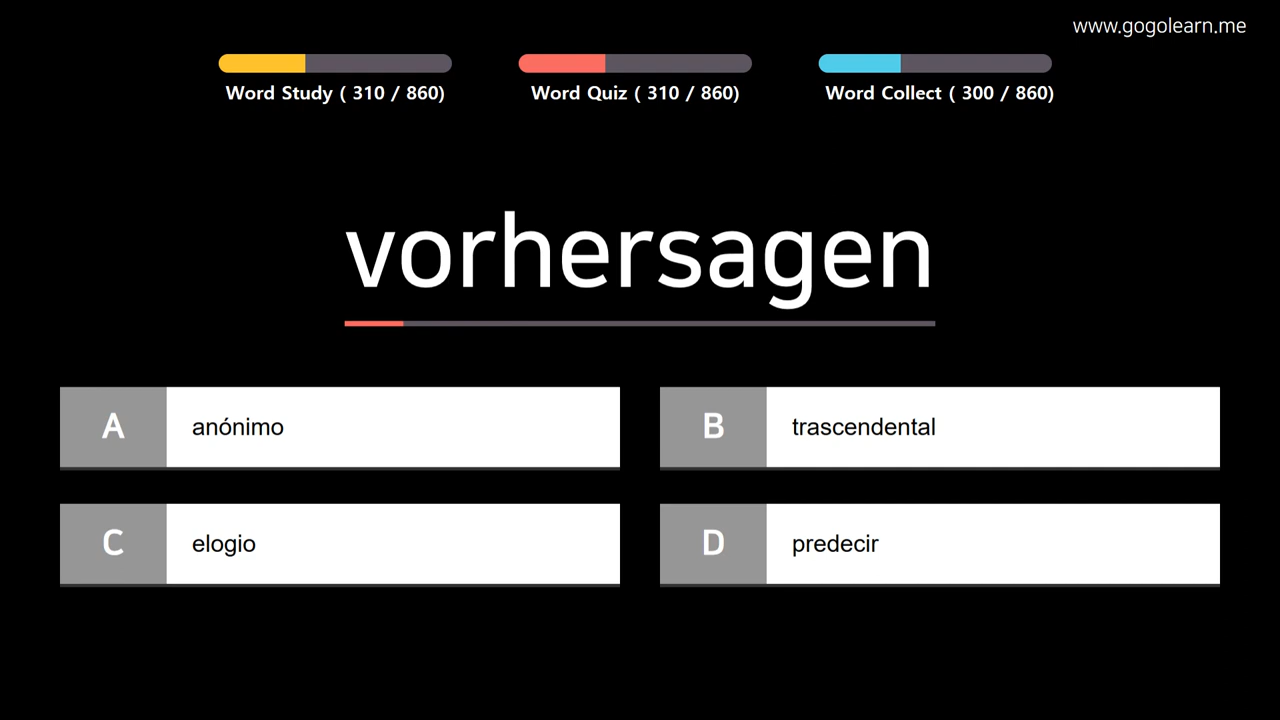 www.gogolearn.me
Word Study ( 310 / 860)
Word Quiz ( 310 / 860)
Word Collect ( 300 / 860)
vorhersagen
A anónimo
B trascendental
C elogio
D predecir